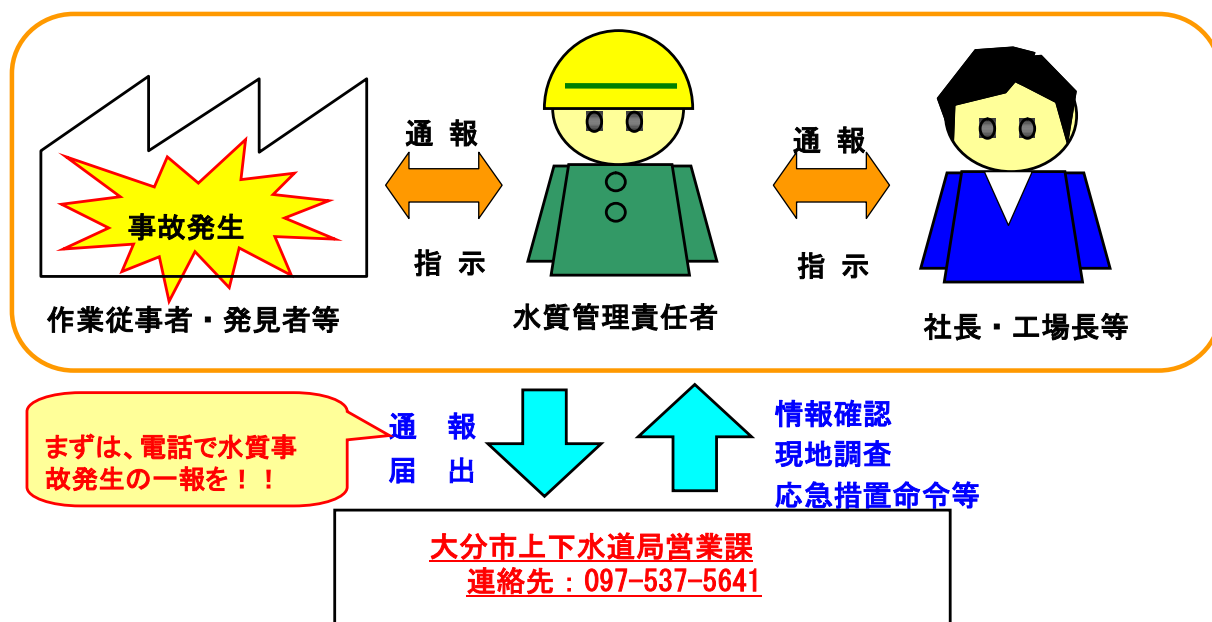 通 報
通 報
事故発生
指 示
指 示
作業従事者・発見者等
水質管理責任者
社長・工場長等
まずは、電話で水質事
故発生の一報を!!
通 報
届 出
情報確認
現地調査
応急措置命令等
大分市上下水道局営業課
連絡先：097-537-5641